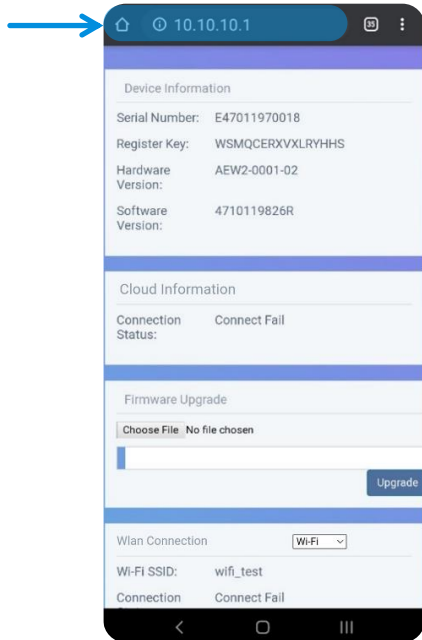 10.10.10.1
35
Device Information
Serial Number: E47011970018
Register Key: WSMQCERXVXLRYHHS
Hardware AEW2-0001-02
Version:
Software 4710119826R
Version:
Cloud Information
Connection Connect Fail
Status:
Firmware Upgrade
Choose File No file chosen
Upgrade
Wlan Connection Wi-Fi
Wi-Fi SSID: wifi_test
Connection Connect Fail